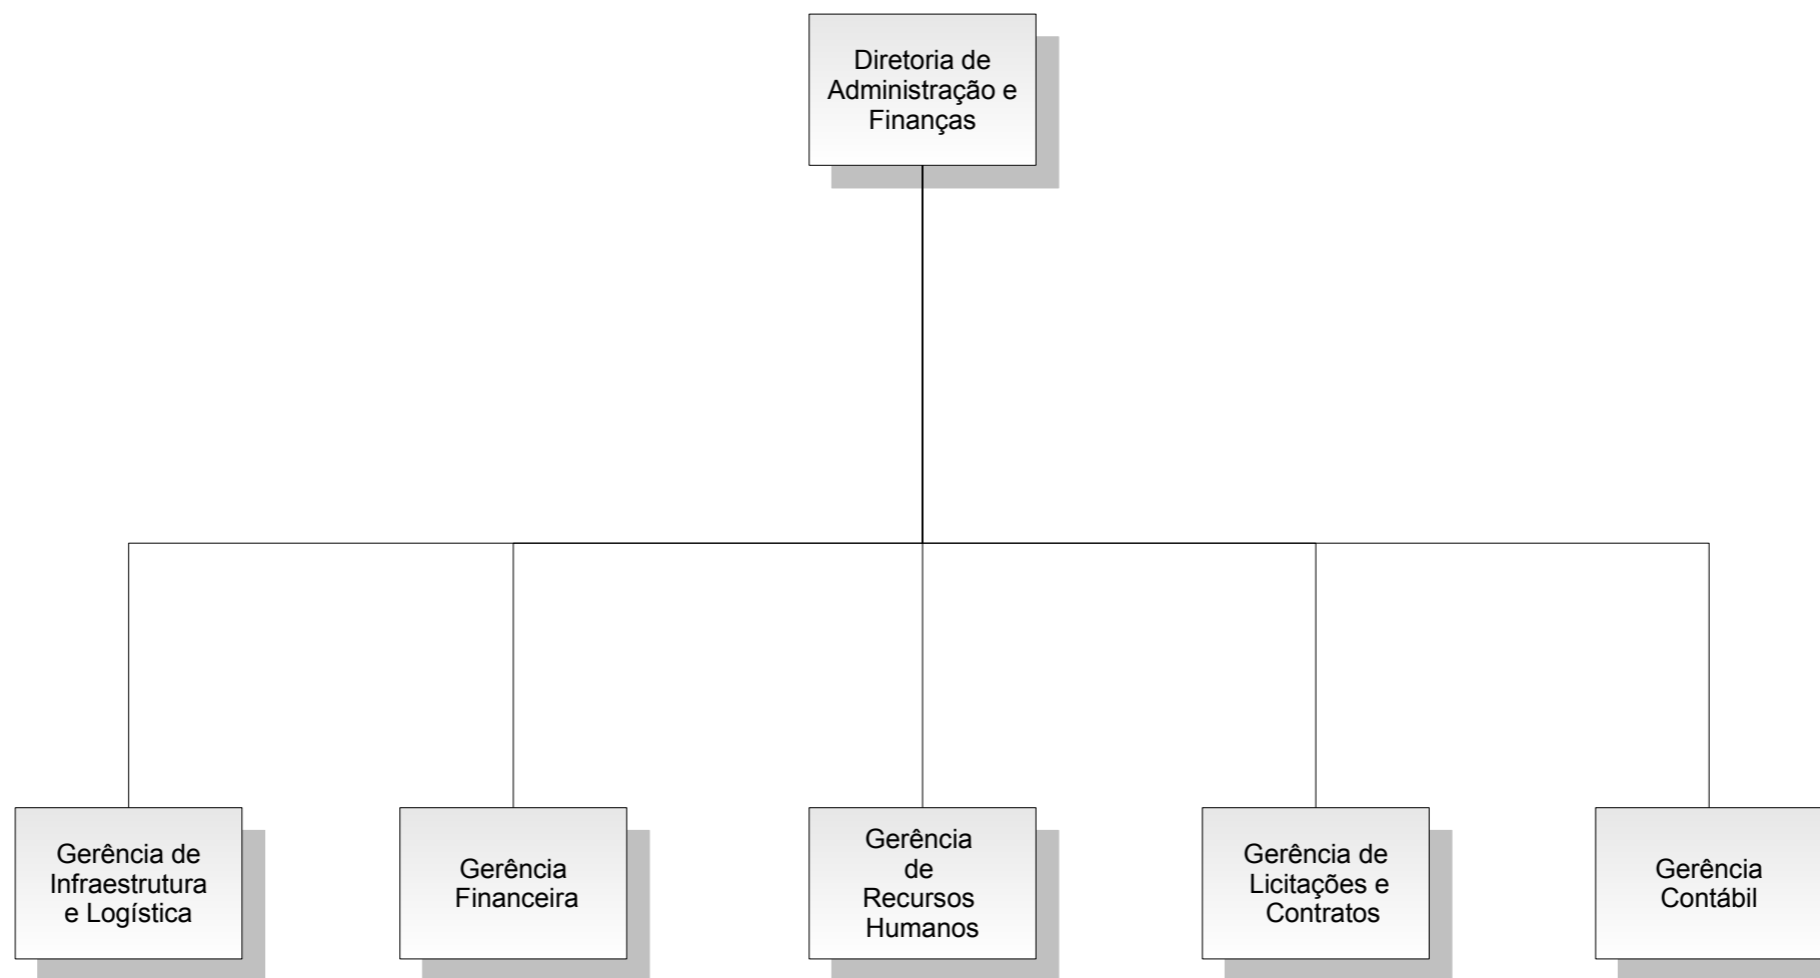 Diretoria de
Administração e
Finanças
Gerência de
Infraestrutura
e Logística
Gerência
Financeira
Gerência
de
Recursos
Humanos
Gerência de
Licitações e
Contratos
Gerência
Contábil